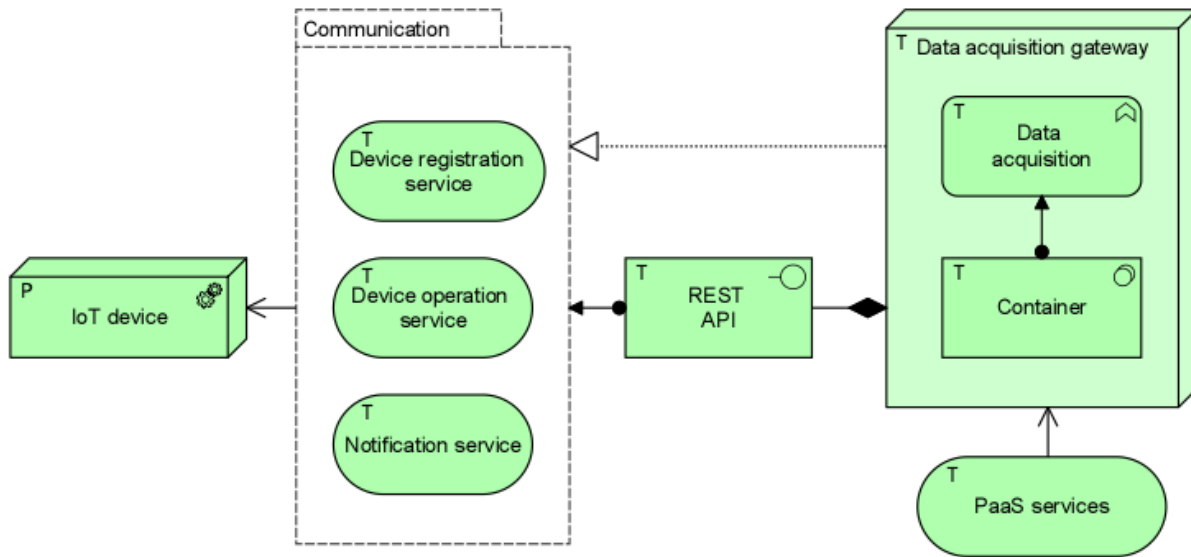 Communication
T
Device registration
service
T
Device operation
service
T
Notification service
P
IoT device
T
REST
API
T
Data acquisition gateway
T
Data
acquisition
T
Container
T
PaaS services